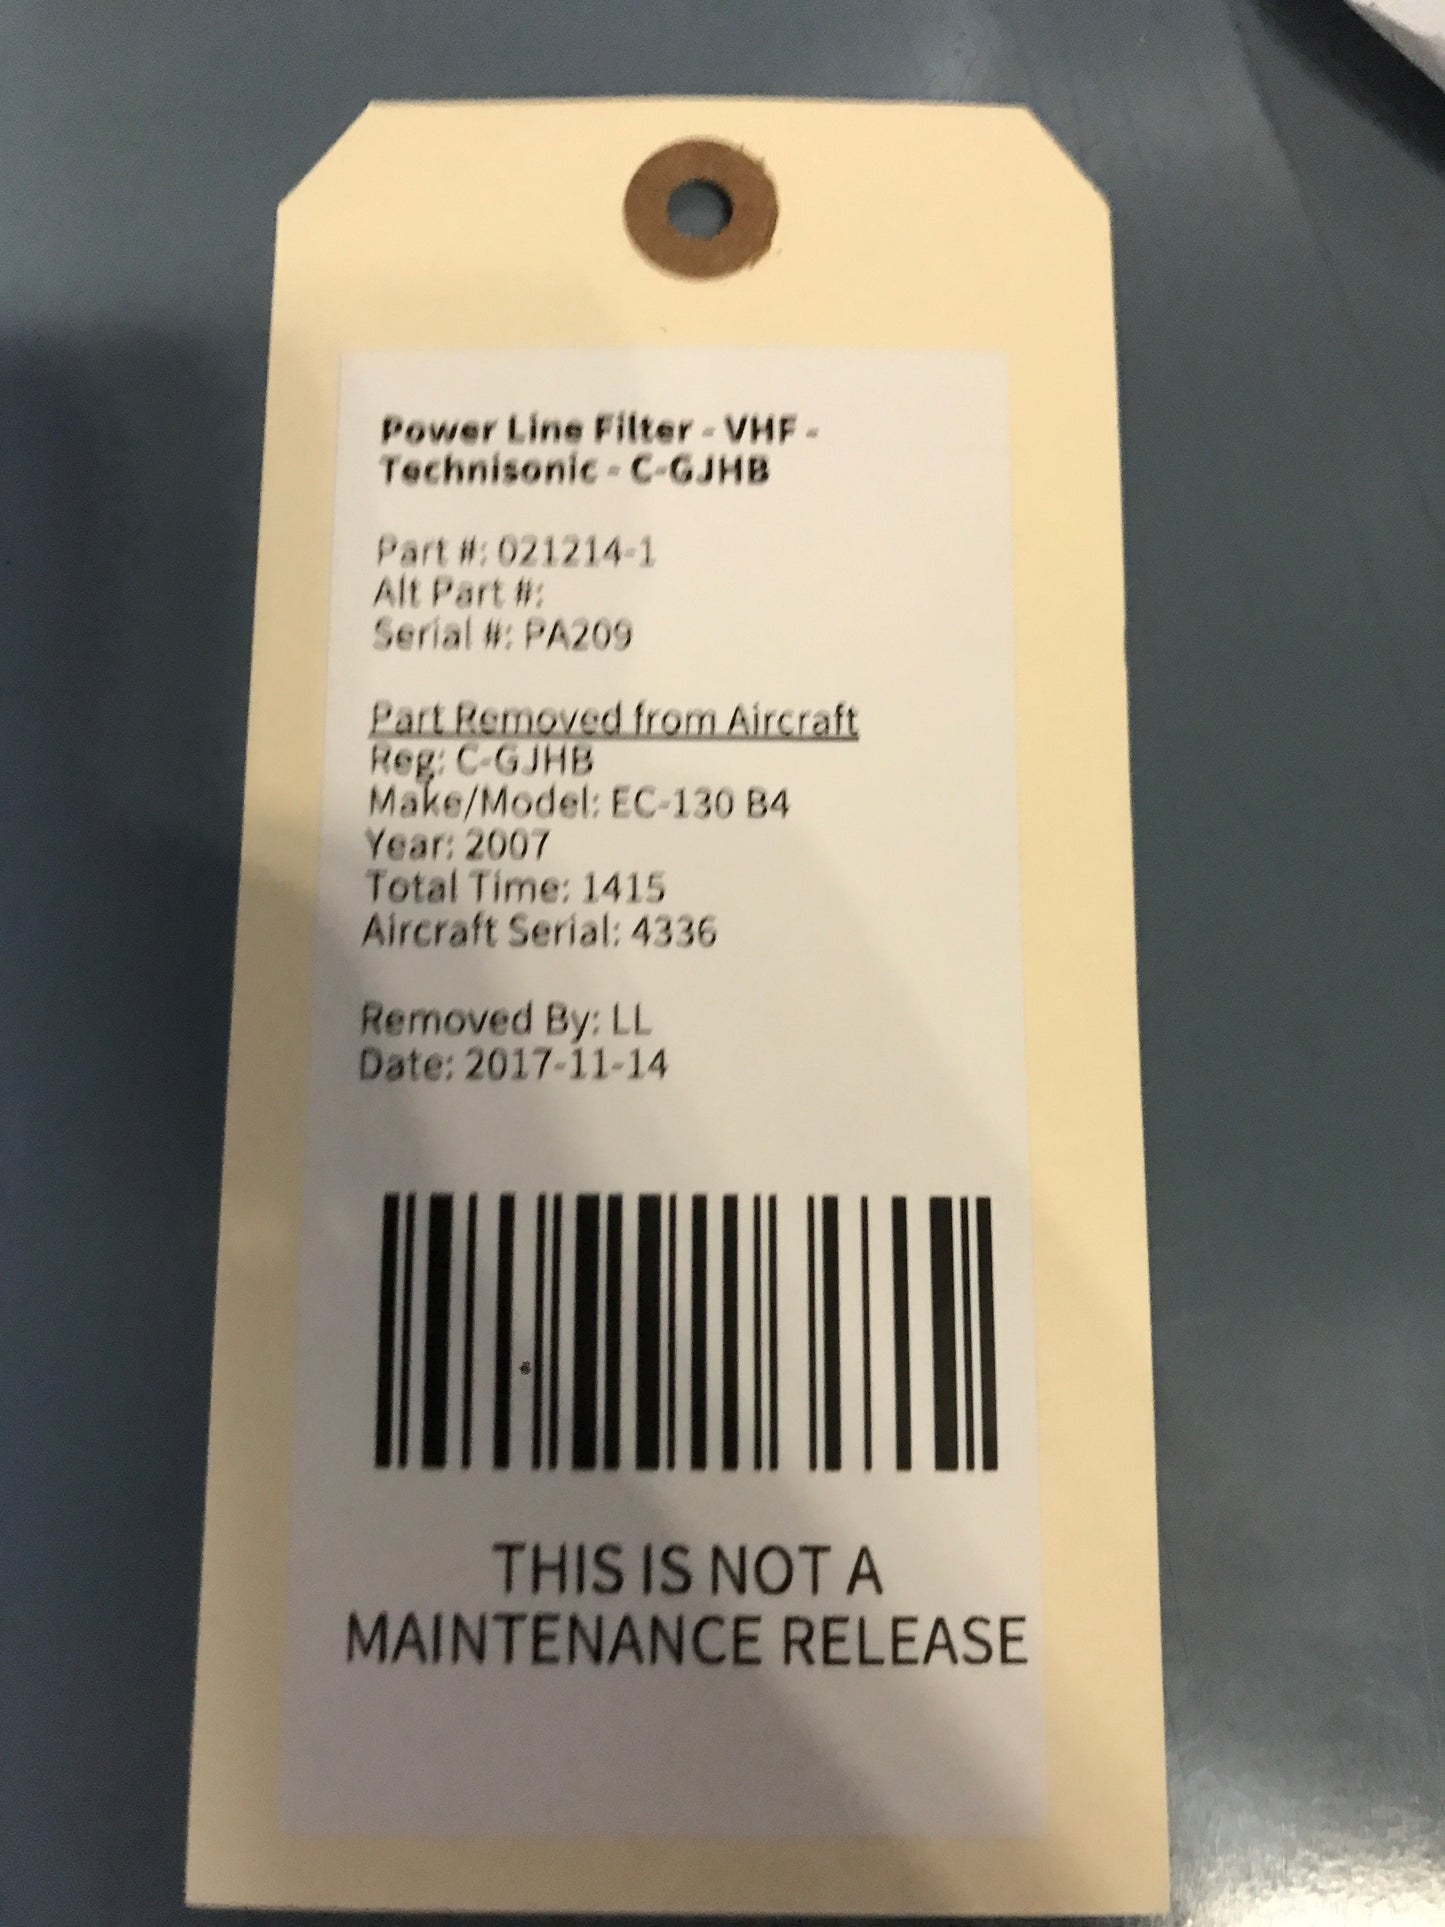 Power Line Filter - VHF -
Technisonic - C-GJHB
Part #: 021214-1
Alt Part #:
Serial #: PA209
Part Removed from Aircraft
Reg: C-GJHB
Make/Model: EC-130 B4
Year: 2007
Total Time: 1415
Aircraft Serial: 4336
Removed By: LL
Date: 2017-11-14
THIS IS NOT A
MAINTENANCE RELEASE